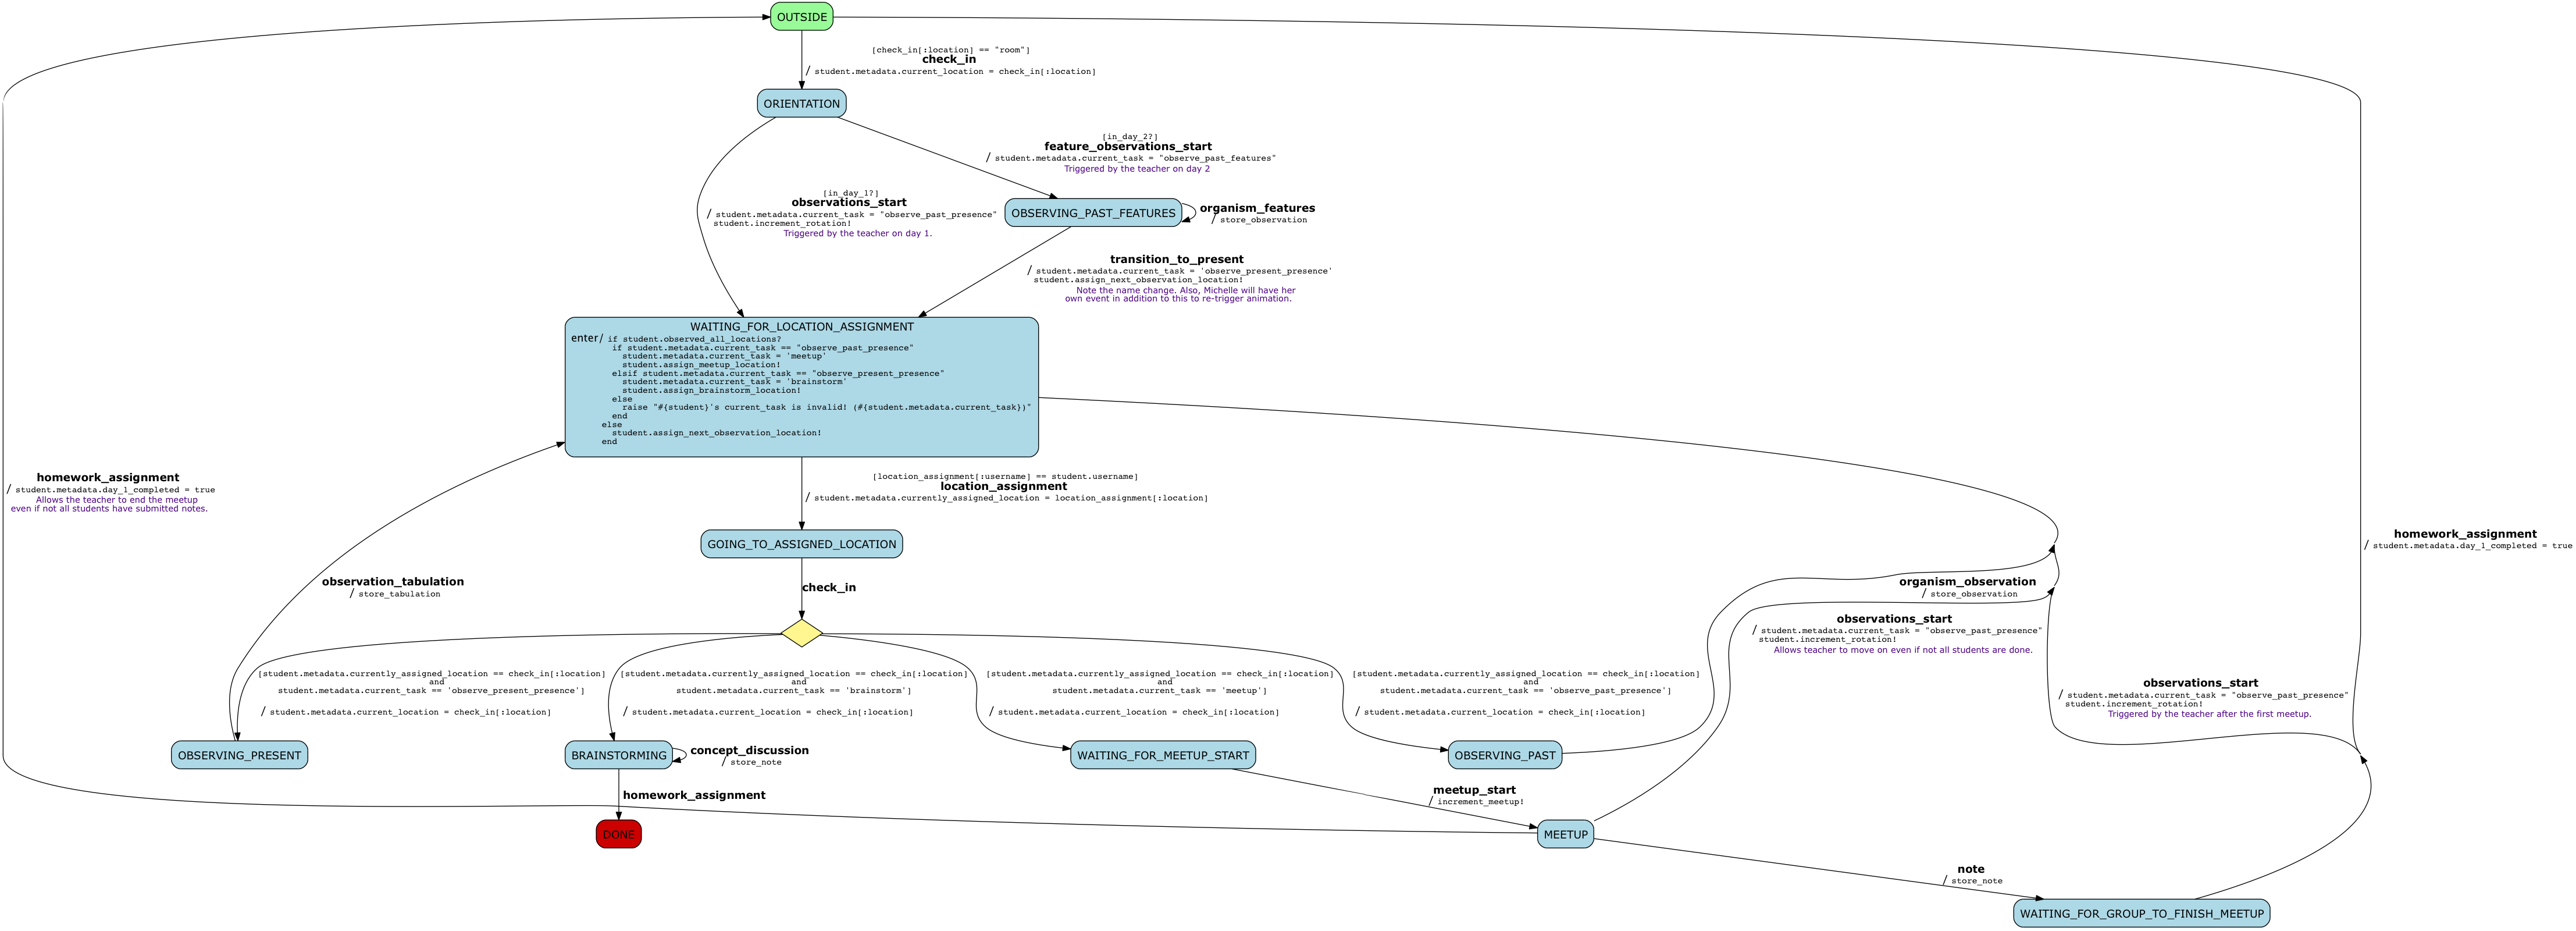 OUTSIDE
[check_in[:location] == "room"]
check_in
/ student.metadata.current_location = check_in[:location]
ORIENTATION
[in_day_2?]
feature_observations_start
/ student.metadata.current_task = "observe_past_features"
Triggered by the teacher on day 2
[in_day_1?]
observations_start
/ student.metadata.current_task = "observe_past_presence"
student.increment_rotation!
Triggered by the teacher on day 1.
OBSERVING_PAST_FEATURES
organism_features
/ store_observation
transition_to_present
/ student.metadata.current_task = 'observe_present_presence'
student.assign_next_observation_location!
Note the name change. Also, Michelle will have her
own event in addition to this to re-trigger animation.
WAITING_FOR_LOCATION_ASSIGNMENT
enter/ if student.observed_all_locations?
if student.metadata.current_task == "observe_past_presence"
student.metadata.current_task = 'meetup'
student.assign_meetup_location!
elsif student.metadata.current_task == "observe_present_presence"
student.metadata.current_task = 'brainstorm'
student.assign_brainstorm_location!
else
raise "#{student}'s current_task is invalid! (#{student.metadata.current_task})"
end
else
student.assign_next_observation_location!
end
homework_assignment
/ student.metadata.day_1_completed = true
Allows the teacher to end the meetup
even if not all students have submitted notes.
[location_assignment[:username] == student.username]
location_assignment
/ student.metadata.currently_assigned_location = location_assignment[:location]
GOING_TO_ASSIGNED_LOCATION
homework_assignment
/ student.metadata.day_1_completed = true
observation_tabulation
/ store_tabulation
check_in
organism_observation
/ store_observation
observations_start
/ student.metadata.current_task = "observe_past_presence"
student.increment_rotation!
Allows teacher to move on even if not all students are done.
[student.metadata.currently_assigned_location == check_in[:location]
and
student.metadata.current_task == 'observe_present_presence']
/ student.metadata.current_location = check_in[:location]
[student.metadata.currently_assigned_location == check_in[:location]
and
student.metadata.current_task == 'brainstorm']
/ student.metadata.current_location = check_in[:location]
[student.metadata.currently_assigned_location == check_in[:location]
and
student.metadata.current_task == 'meetup']
/ student.metadata.current_location = check_in[:location]
[student.metadata.currently_assigned_location == check_in[:location]
and
student.metadata.current_task == 'observe_past_presence']
/ student.metadata.current_location = check_in[:location]
observations_start
/ student.metadata.current_task = "observe_past_presence"
student.increment_rotation!
Triggered by the teacher after the first meetup.
OBSERVING_PRESENT
BRAINSTORMING
concept_discussion
/ store_note
WAITING_FOR_MEETUP_START
OBSERVING_PAST
homework_assignment
meetup_start
/ increment_meetup!
DONE
MEETUP
note
/ store_note
WAITING_FOR_GROUP_TO_FINISH_MEETUP